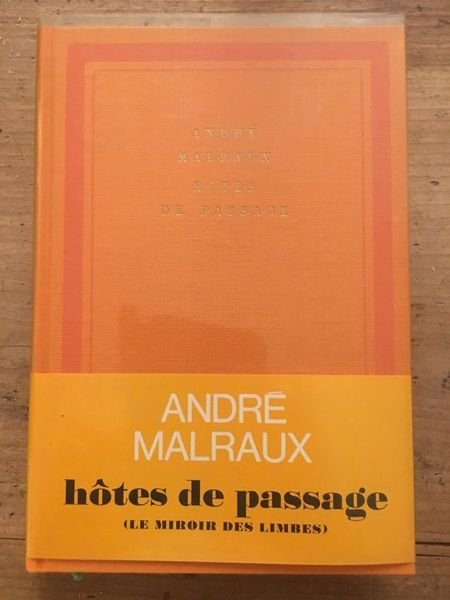 ANDRÉ
MALRAUX
HÔTES
DE PASSAGE
ANDRÉ
MALRAUX
hôtes de passage
(LE MIROIR DES LIMBES)